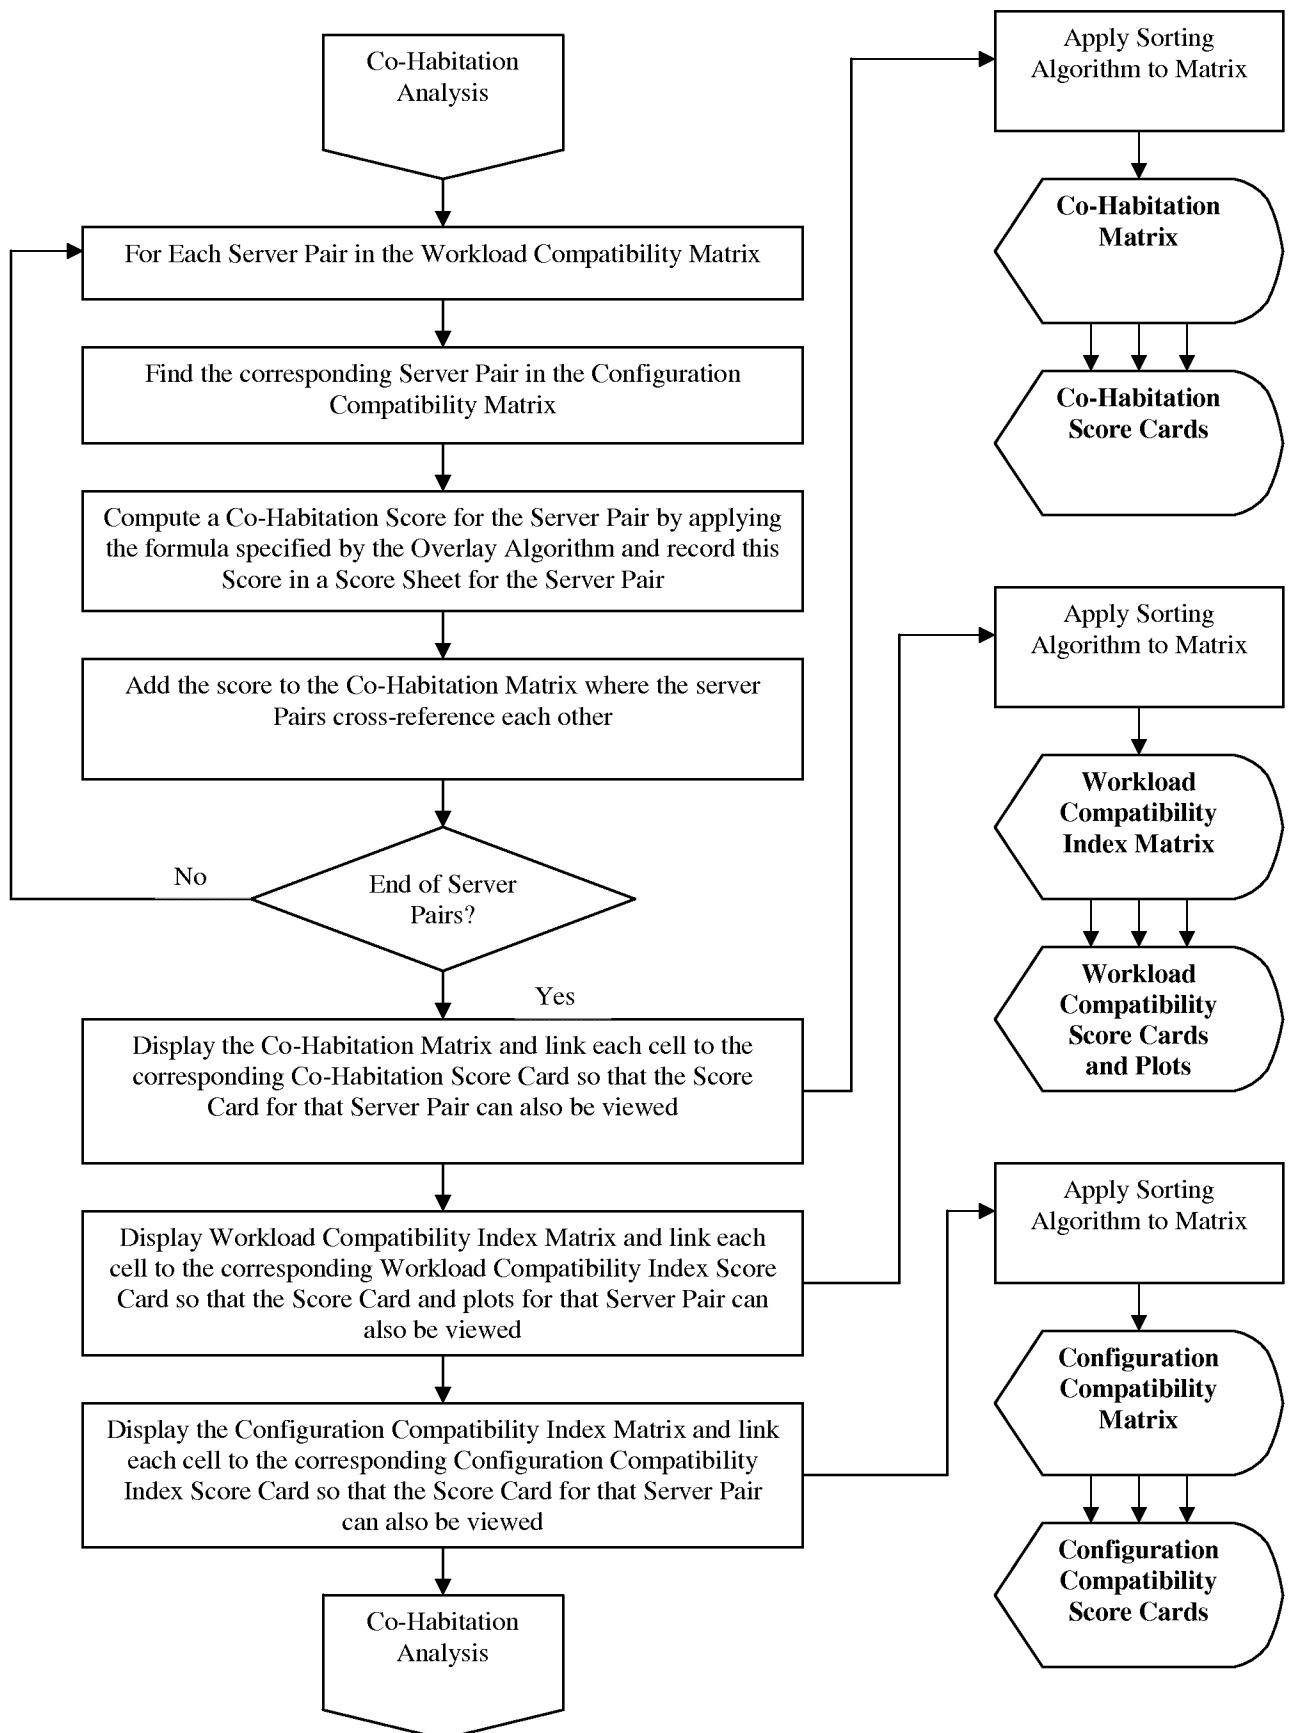 Co-Habitation
Analysis
For Each Server Pair in the Workload Compatibility Matrix
Find the corresponding Server Pair in the Configuration
Compatibility Matrix
Compute a Co-Habitation Score for the Server Pair by applying
the formula specified by the Overlay Algorithm and record this
Score in a Score Sheet for the Server Pair
Add the score to the Co-Habitation Matrix where the server
Pairs cross-reference each other
No
End of Server
Pairs?
Yes
Display the Co-Habitation Matrix and link each cell to the
corresponding Co-Habitation Score Card so that the Score
Card for that Server Pair can also be viewed
Display Workload Compatibility Index Matrix and link each
cell to the corresponding Workload Compatibility Index Score
Card so that the Score Card and plots for that Server Pair can
also be viewed
Display the Configuration Compatibility Index Matrix and link
each cell to the corresponding Configuration Compatibility
Index Score Card so that the Score Card for that Server Pair
can also be viewed
Co-Habitation
Analysis
Apply Sorting
Algorithm to Matrix
Co-Habitation
Matrix
Co-Habitation
Score Cards
Apply Sorting
Algorithm to Matrix
Workload
Compatibility
Index Matrix
Workload
Compatibility
Score Cards
and Plots
Apply Sorting
Algorithm to Matrix
Configuration
Compatibility
Matrix
Configuration
Compatibility
Score Cards